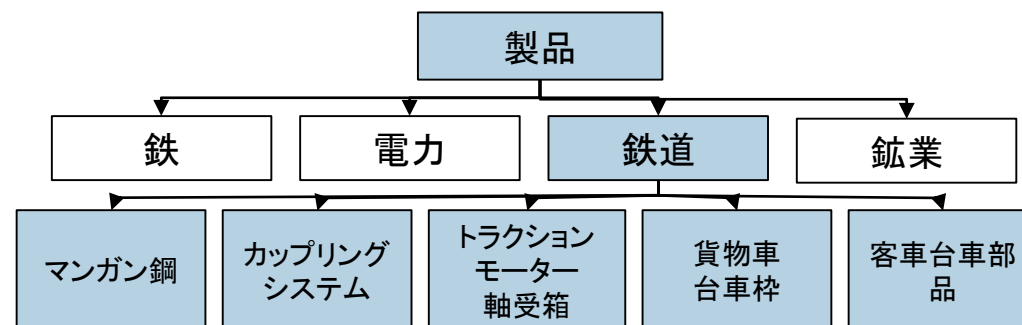 製品
鉄
電力
鉄道
鉱業
マンガン鋼
カップリング
システム
トラクション
モーター
軸受箱
貨物車
台車枠
客車台車部
品